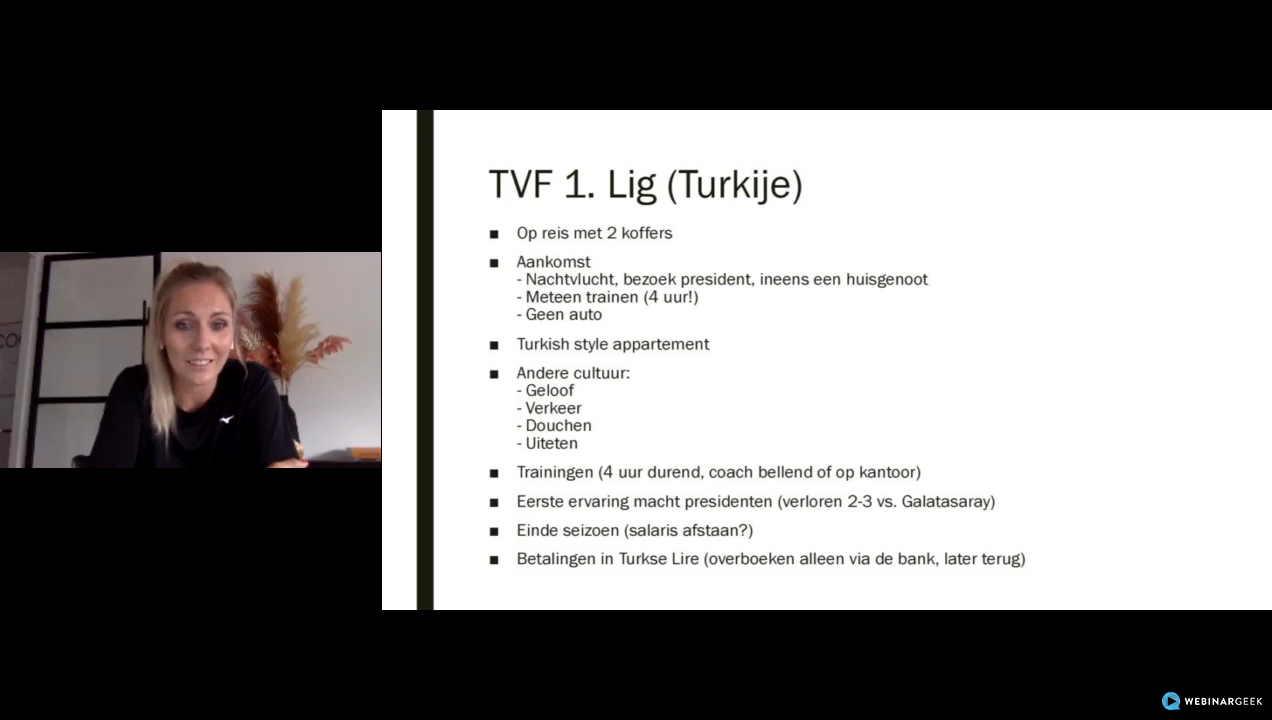 TVF 1. Lig (Turkije)
■ Op reis met 2 koffers
■ Aankomst
- Nachtvlucht, bezoek president, ineens een huisgenoot
- Meteen trainen (4 uur!)
- Geen auto
■ Turkish style appartement
■ Andere cultuur:
- Geloof
- Verkeer
- Douchen
- Uiteten
■ Trainingen (4 uur durend, coach bellend of op kantoor)
■ Eerste ervaring macht presidenten (verloren 2-3 vs. Galatasaray)
■ Einde seizoen (salaris afstaan?)
■ Betalingen in Turkse Lire (overboeken alleen via de bank, later terug)
WEBINARGEEK